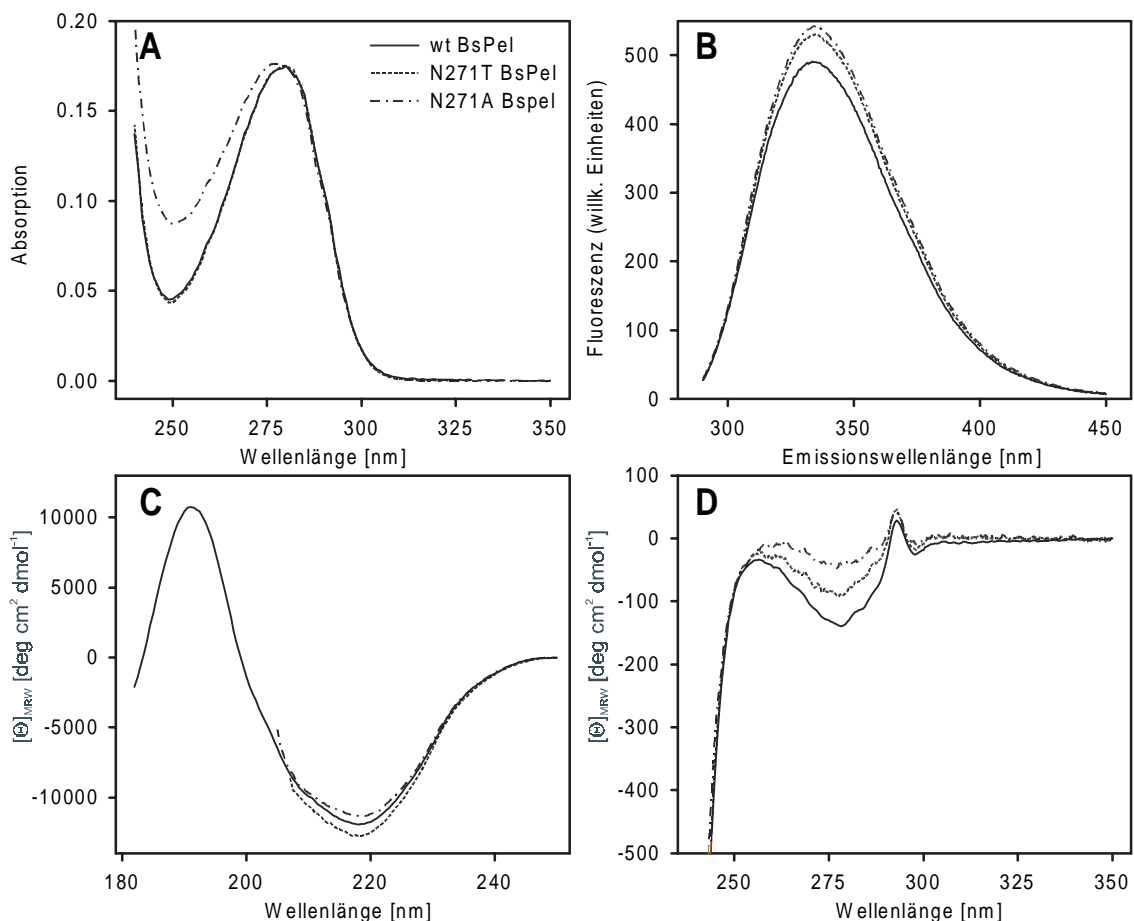 A
0.20
0.15
0.10
0.05
0.00
Absorption
250 275 300 325 350
Wellenlänge [nm]
wt BsPel
N271T BsPel
N271A Bspel
B
500
400
300
200
100
0
Fluoreszenz (willk. Einheiten)
300 350 400 450
Emissionswellenlänge [nm]
C
10000
0
-10000
[Θ]MRW [deg cm² dmol⁻¹]
180 200 220 240
Wellenlänge [nm]
D
100
0
-100
-200
-300
-400
-500
[Θ]MRW [deg cm² dmol⁻¹]
250 275 300 325 350
Wellenlänge [nm]